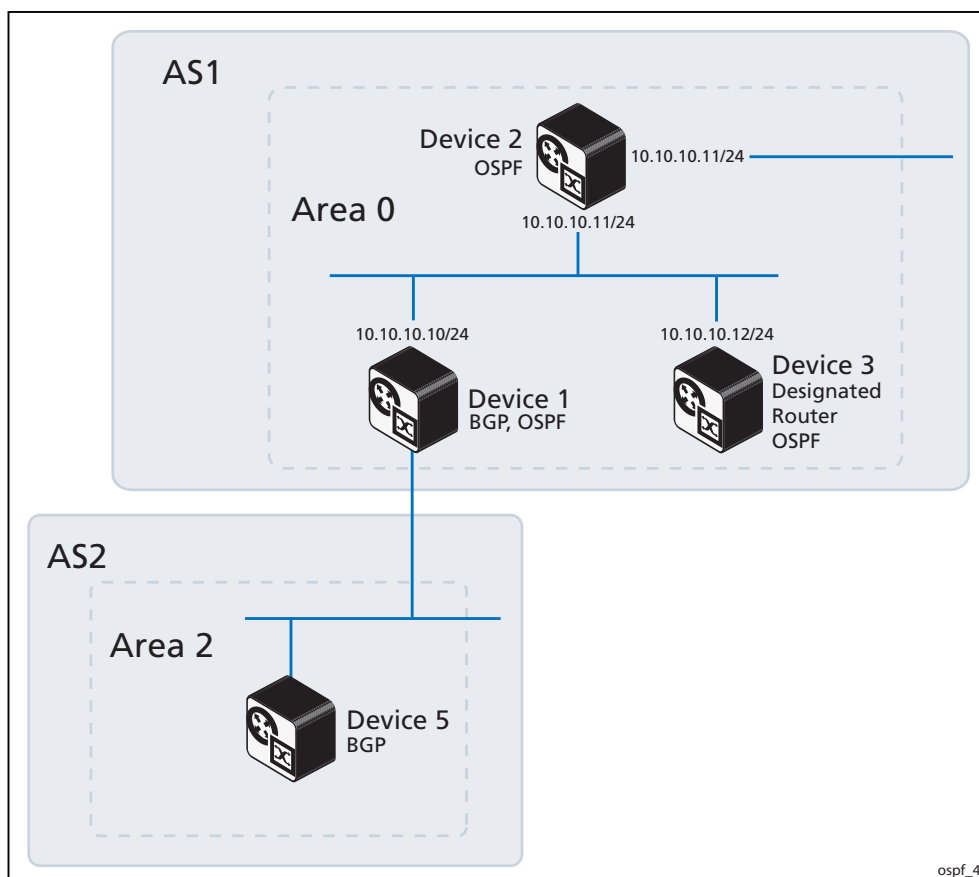 AS1
Device 2
OSPF
10.10.10.11/24
Area 0
10.10.10.11/24
10.10.10.10/24
10.10.10.12/24
Device 1
BGP, OSPF
Device 3
Designated
Router
OSPF
AS2
Area 2
Device 5
BGP
ospf_4